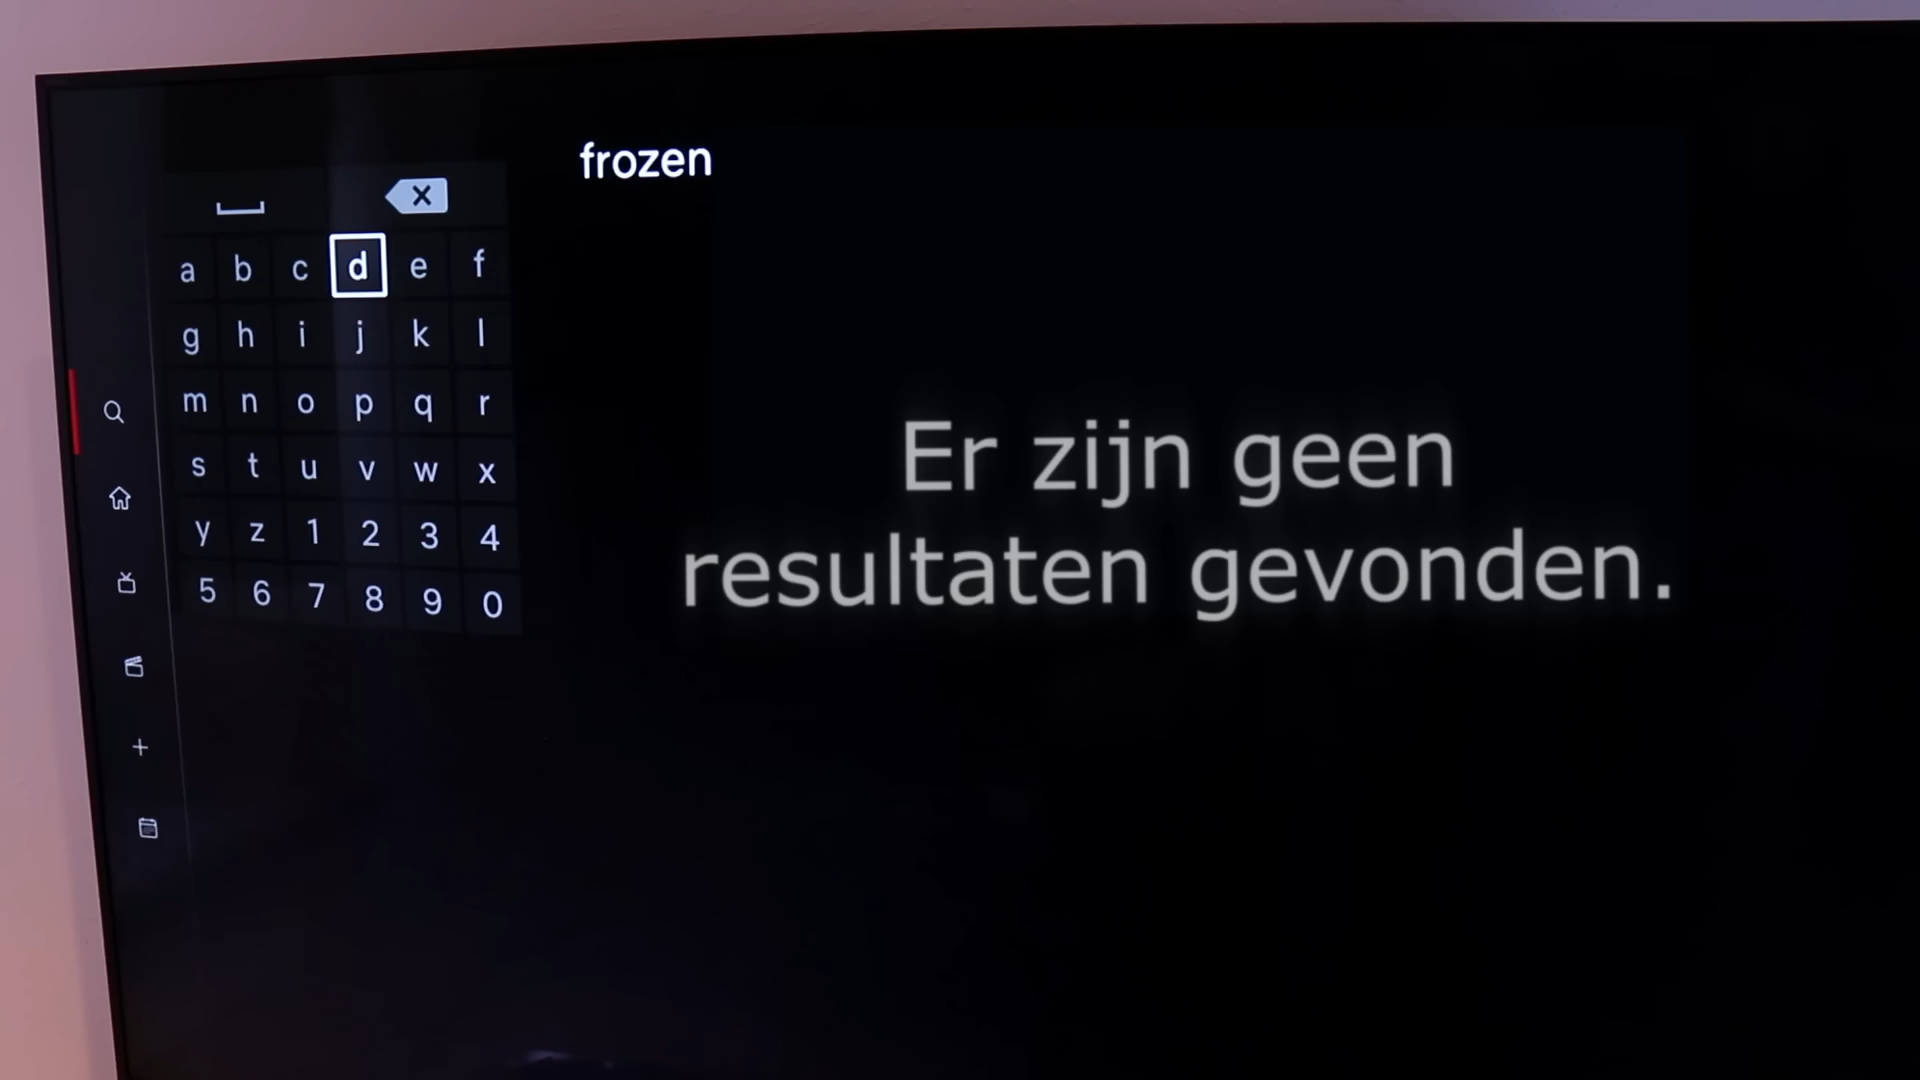 frozen
a b c d e f
g h i j k l
m n o p q r
s t u v w x
y z 1 2 3 4
5 6 7 8 9 0
Er zijn geen
resultaten gevonden.